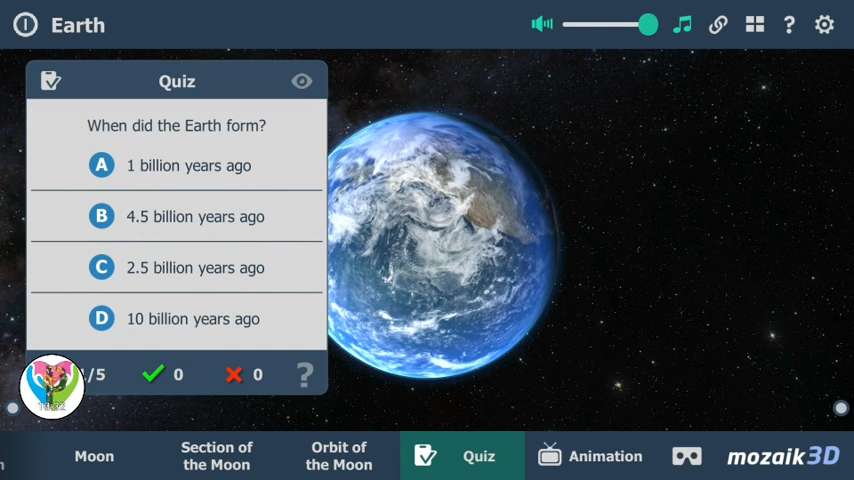 Earth
Quiz
When did the Earth form?
A 1 billion years ago
B 4.5 billion years ago
C 2.5 billion years ago
D 10 billion years ago
/5 0 0 ?
Moon
Section of
the Moon
Orbit of
the Moon
Quiz
Animation
mozaik3D